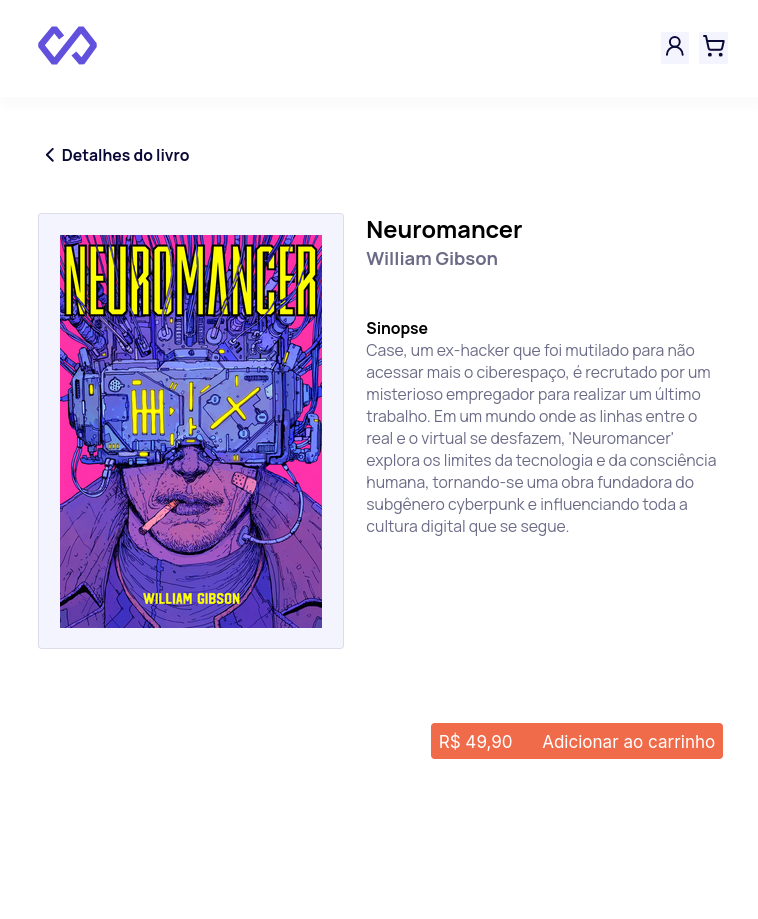 Detalhes do livro
NEUROMANCER
WILLIAM GIBSON
Neuromancer
William Gibson
Sinopse
Case, um ex-hacker que foi mutilado para não
acessar mais o ciberespaço, é recrutado por um
misterioso empregador para realizar um último
trabalho. Em um mundo onde as linhas entre o
real e o virtual se desfazem, 'Neuromancer'
explora os limites da tecnologia e da consciência
humana, tornando-se uma obra fundadora do
subgênero cyberpunk e influenciando toda a
cultura digital que se segue.
R$ 49,90 Adicionar ao carrinho